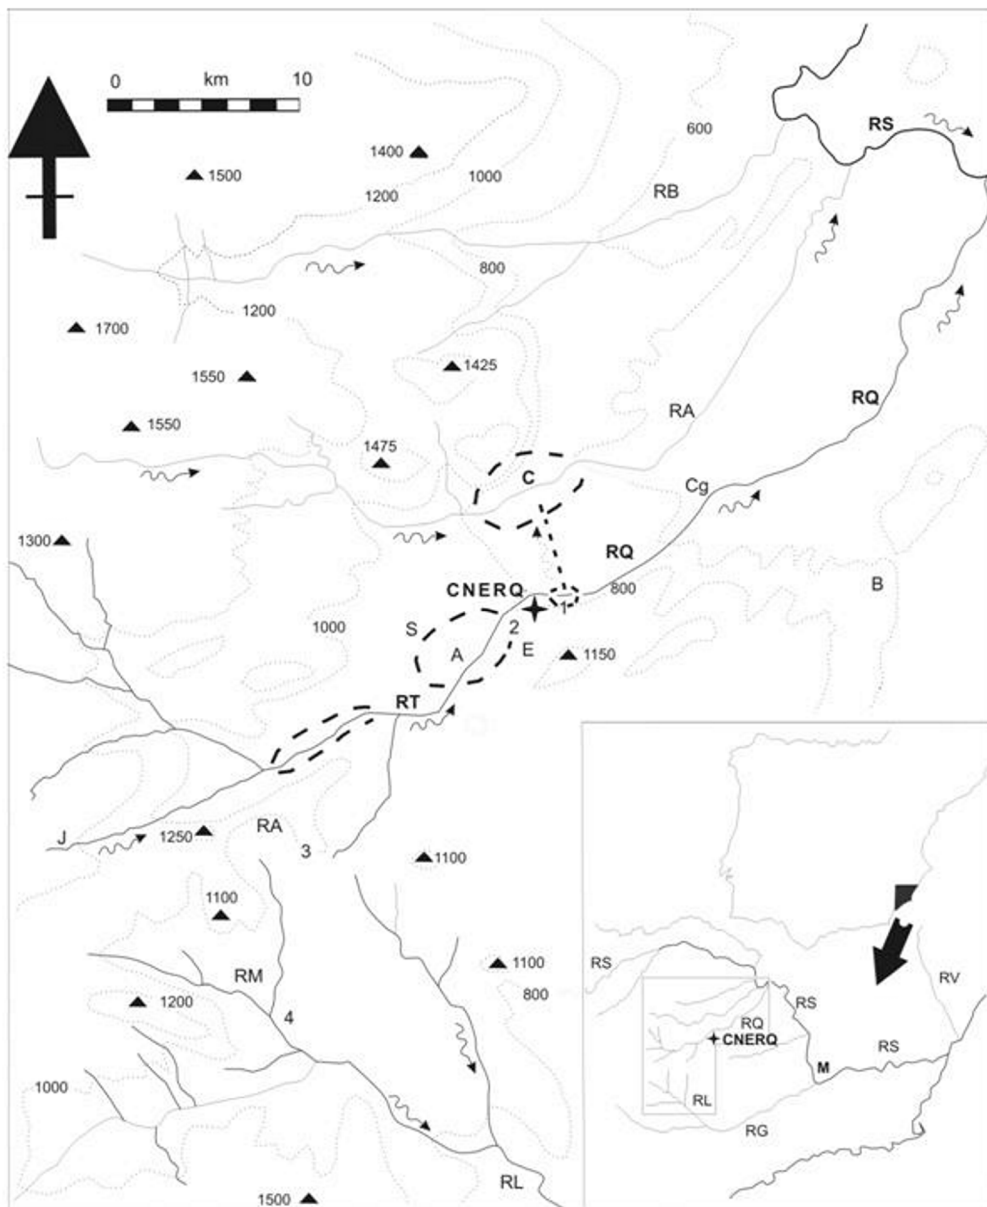 0 km 10
RS
600
1400
1500
1000
1200
RB
800
1200
1700
1425
1550
RA
RQ
1550
1475
C
Cg
1300
RQ
CNERQ
800
B
1
1000
S
2
A
E
1150
RT
J
1250
RA
3
1100
1100
RM
1100
1200
800
4
1000
RL
1500
RS
RV
RS
RQ
CNERQ
RS
M
RL
RG